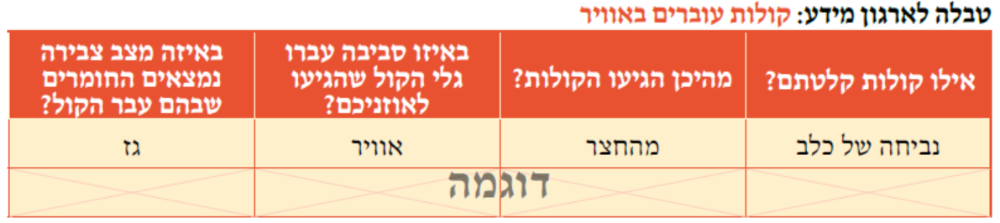 טבלה לארגון מידע: קולות עוברים באוויר
אילו קולות קלטתם?
מהיכן הגיעו הקולות?
באיזו סביבה עברו
גלי הקול שהגיעו
לאוזניכם?
באיזה מצב צבירה
נמצאים החומרים
שבהם עבר הקול?
נביחה של כלב
מהחצר
אוויר
גז
דוגמה